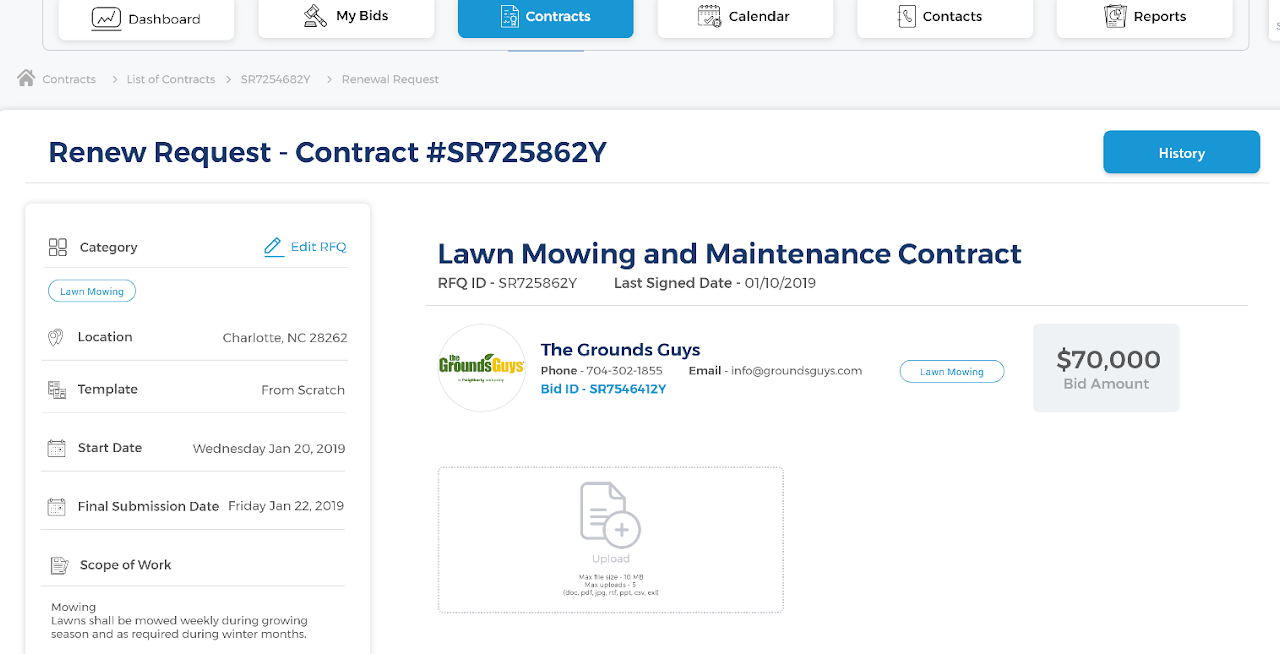 Dashboard
My Bids
Contracts
Calendar
Contacts
Reports
Contracts > List of Contracts > SR7254682Y > Renewal Request
Renew Request - Contract #SR725862Y
History
Category
Edit RFQ
Lawn Mowing
Location
Charlotte, NC 28262
Template
From Scratch
Start Date
Wednesday Jan 20, 2019
Final Submission Date
Friday Jan 22, 2019
Scope of Work
Mowing
Lawns shall be mowed weekly during growing
season and as required during winter months.
Lawn Mowing and Maintenance Contract
RFQ ID - SR725862Y
Last Signed Date - 01/10/2019
the
GroundsGuys
a Neighborly company
The Grounds Guys
Phone - 704-302-1855
Email - info@groundsguys.com
Bid ID - SR7546412Y
Lawn Mowing
$70,000
Bid Amount
Upload
Max file size - 10 MB
Max uploads - 5
(doc, pdf, jpg, rsf, ppt, csv, exl)